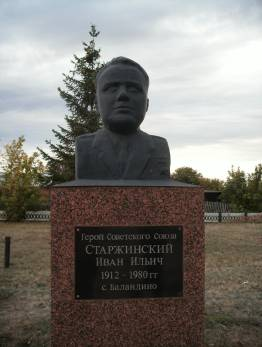 Герой Советского Союза
СТАРЖИНСКИЙ
ИВАН ИЛЬИЧ
1912 - 1980 гг
с Баландино